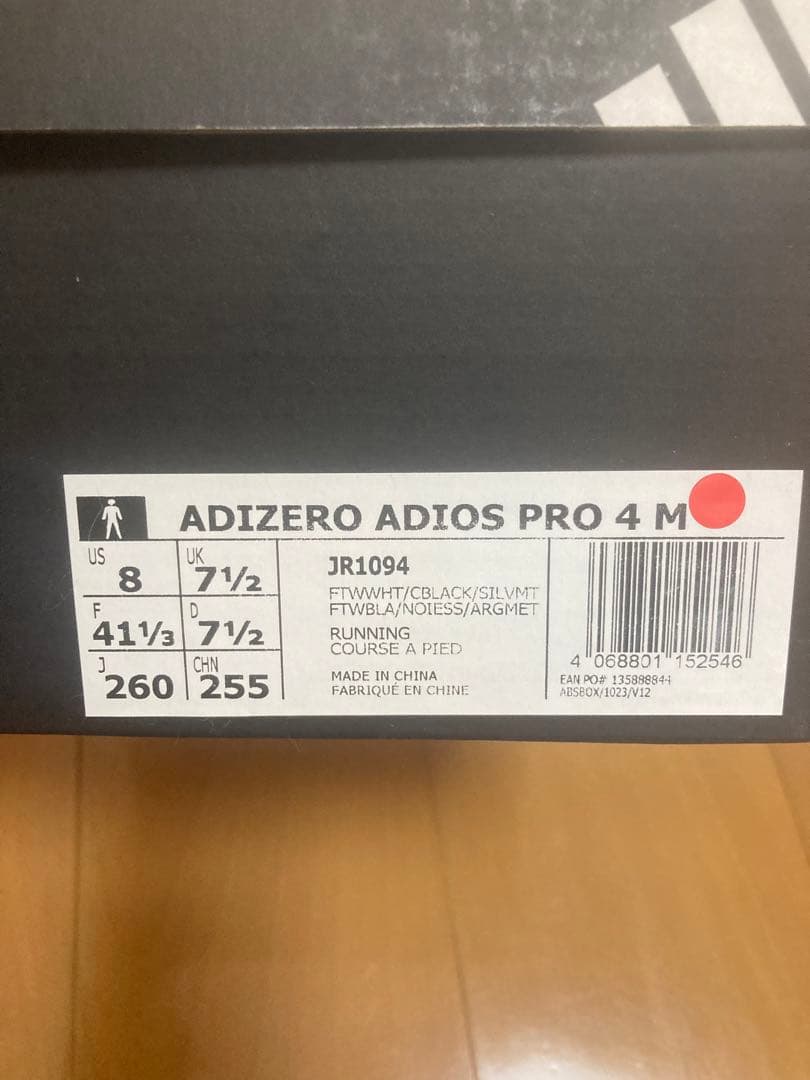 ADIZERO ADIOS PRO 4 M
US 8
UK 7½
F 41⅓
D 7½
J 260
CHN 255
JR1094
FTWWHT/CBLACK/SILVMT
FTWBLA/NOIESS/ARGMET
RUNNING
COURSE A PIED
MADE IN CHINA
FABRIQUÉ EN CHINE
4 068801 152546
EAN PO# 135888844
ABSBOX/1023/V12